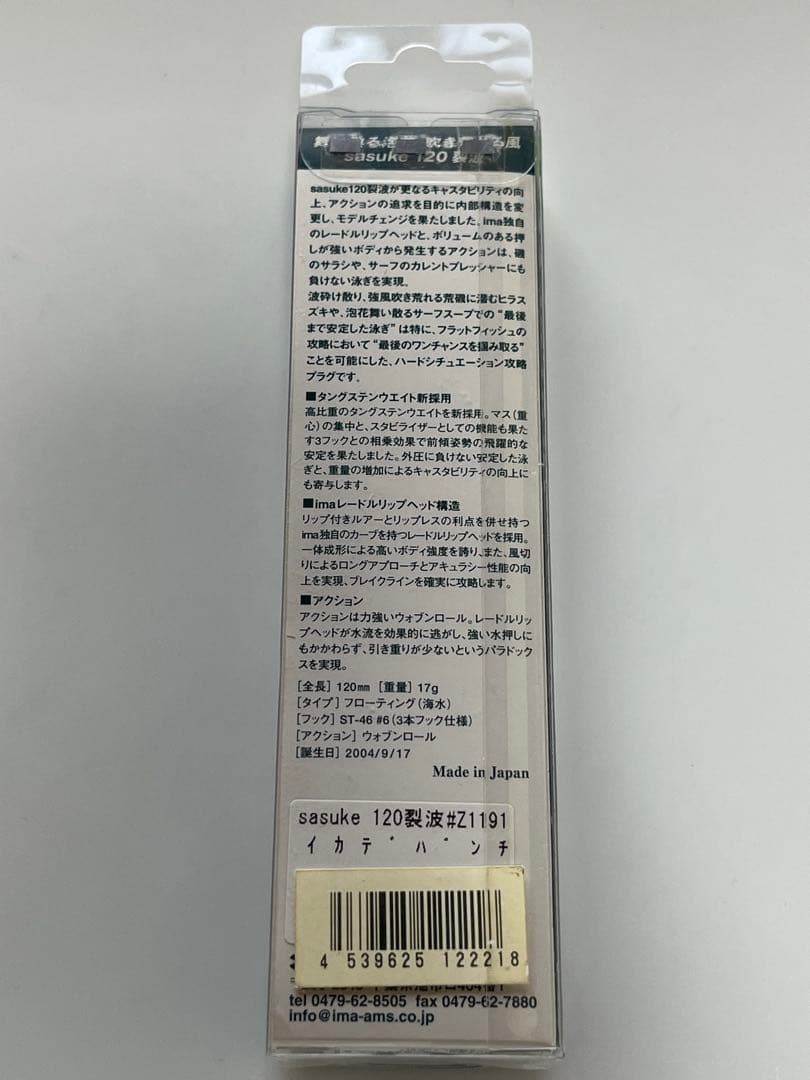 舞 る泡 吹き る風
sasuke 120 裂波
sasuke120裂波が更なるキャスタビリティの向
上、アクションの追求を目的に内部構造を変
更し、モデルチェンジを果たしました。ima独自
のレードルリップヘッドと、ボリュームのある押
しが強いボディから発生するアクションは、磯
のサラシや、サーフのカレントプレッシャーにも
負けない泳ぎを実現。
波砕け散り、強風吹き荒れる荒磯に潜むヒラス
ズキや、泡花舞い散るサーフスープでの“最後
まで安定した泳ぎ”は特に、フラットフィッシュの
攻略において“最後のワンチャンスを掴み取る”
ことを可能にした、ハードシチュエーション攻略
プラグです。
■タングステンウエイト新採用
高比重のタングステンウエイトを新採用。マス（重
心）の集中と、スタビライザーとしての機能も果た
す3フックとの相乗効果で前傾姿勢の飛躍的な
安定を果たしました。外圧に負けない安定した泳
ぎと、重量の増加によるキャスタビリティの向上に
も寄与します。
■imaレードルリップヘッド構造
リップ付きルアーとリップレスの利点を併せ持つ
ima独自のカーブを持つレードルリップヘッドを採用。
一体成形による高いボディ強度を誇り、また、風切
りによるロングアプローチとアキュラシー性能の向
上を実現、ブレイクラインを確実に攻略します。
■アクション
アクションは力強いウォブンロール。レードルリッ
プヘッドが水流を効果的に逃がし、強い水押しに
もかかわらず、引き重りが少ないというパラドック
スを実現。
[全長] 120mm [重量] 17g
[タイプ] フローティング(海水)
[フック] ST-46 #6 (3本フック仕様)
[アクション] ウォブンロール
[誕生日] 2004/9/17
Made in Japan
sasuke 120裂波#Z1191
イカデパンチ
4 539625 122218
tel 0479-62-8505 fax 0479-62-7880
info@ima-ams.co.jp